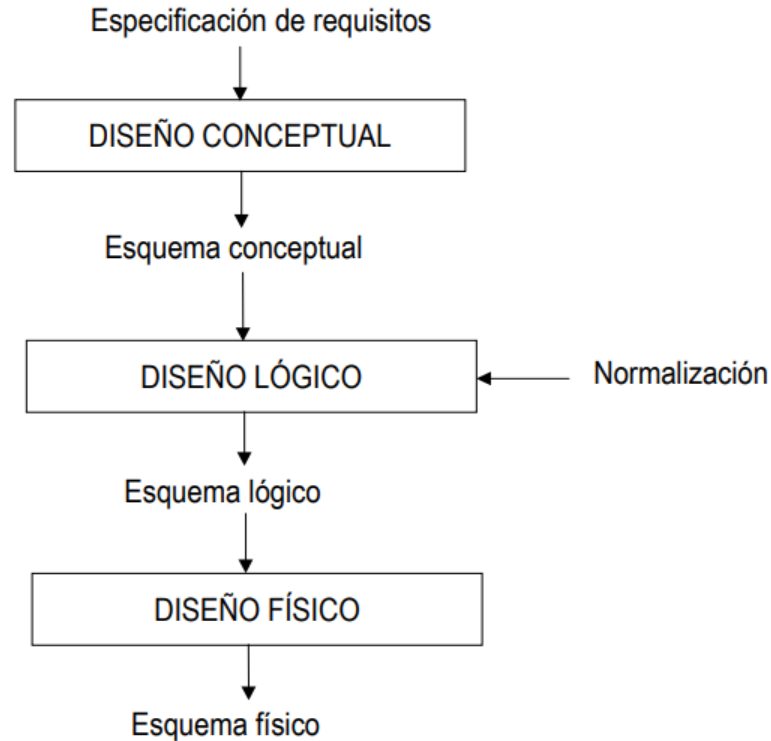 Especificación de requisitos
DISEÑO CONCEPTUAL
Esquema conceptual
DISEÑO LÓGICO
Normalización
Esquema lógico
DISEÑO FÍSICO
Esquema físico